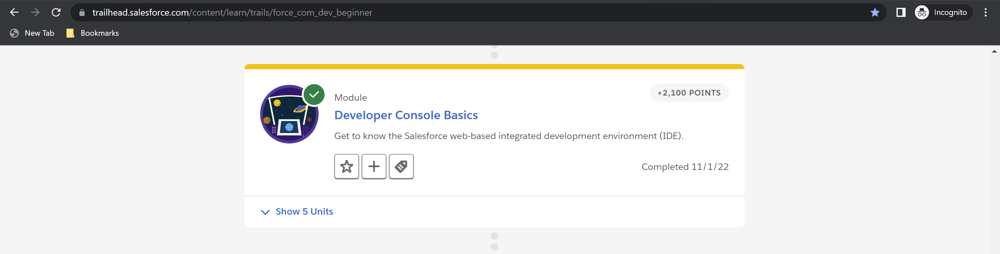 trailhead.salesforce.com/content/learn/trails/force_com_dev_beginner
Incognito
New Tab
Bookmarks
Module
+2,100 POINTS
Developer Console Basics
Get to know the Salesforce web-based integrated development environment (IDE).
Completed 11/1/22
Show 5 Units